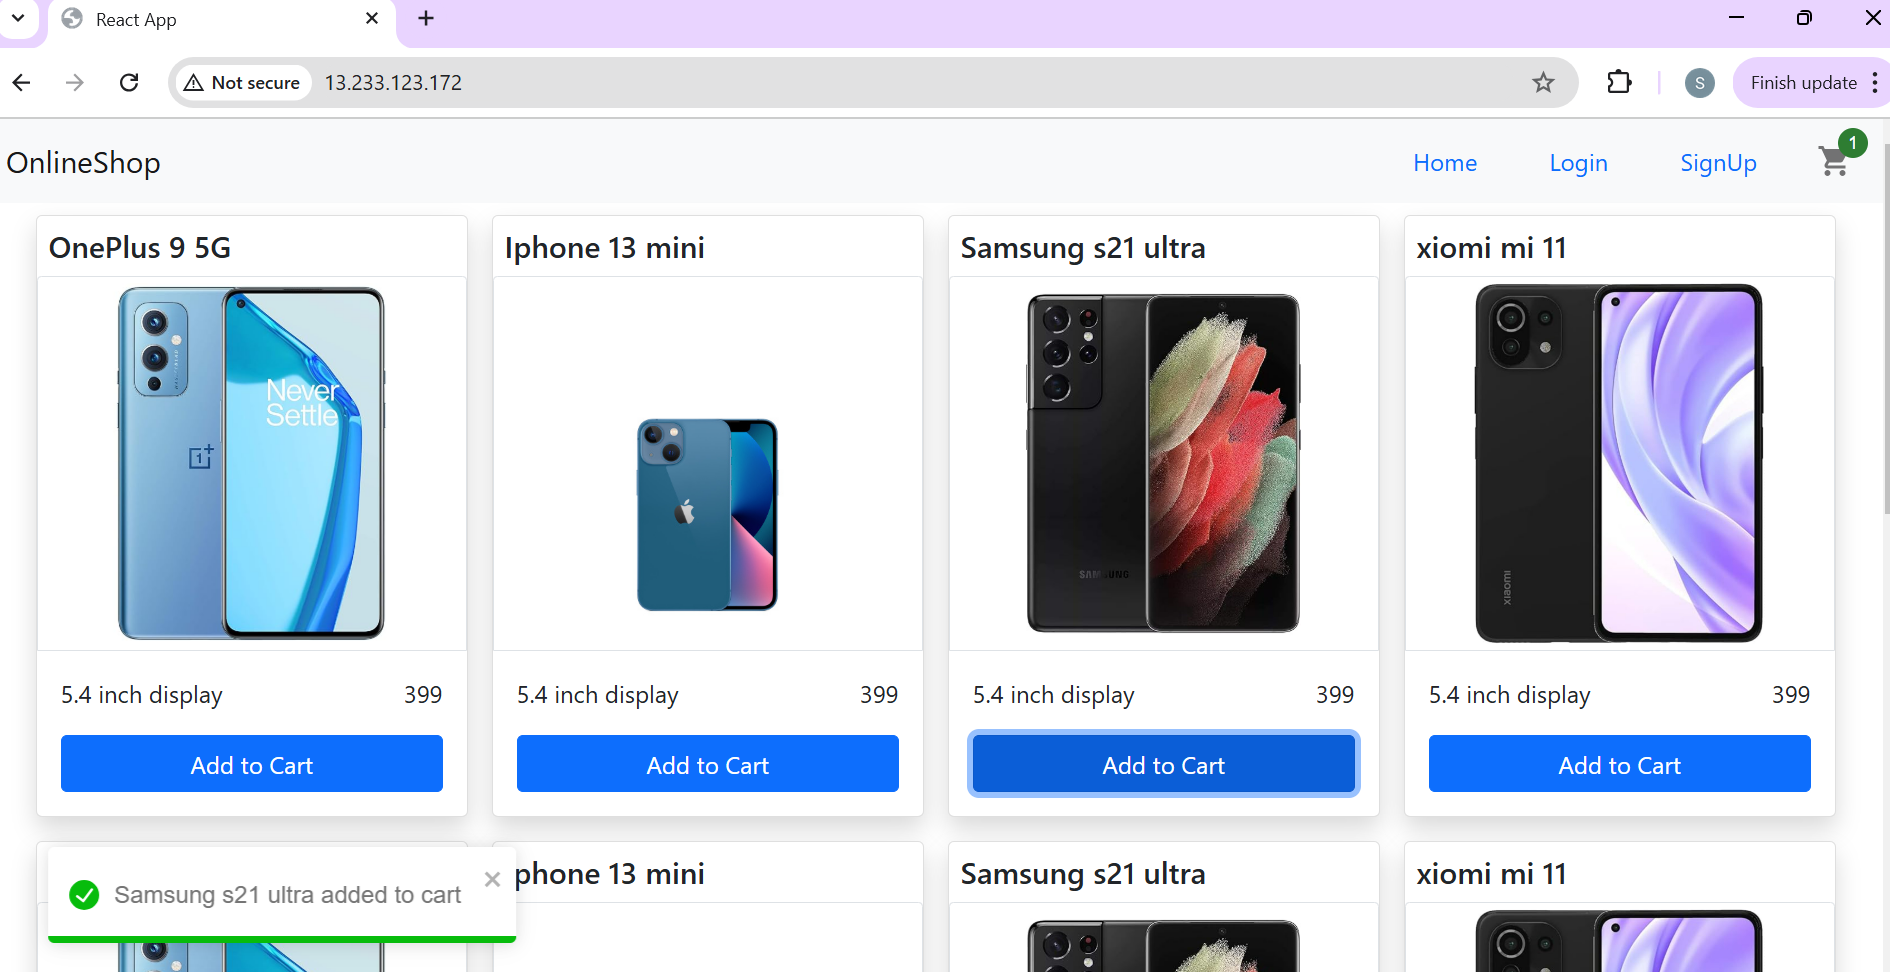 React App
Not secure
13.233.123.172
S
Finish update
OnlineShop
Home
Login
SignUp
1
OnePlus 9 5G
Iphone 13 mini
Samsung s21 ultra
xiomi mi 11
Never
Settle
1
SAMSUNG
xiaomi
5.4 inch display
399
5.4 inch display
399
5.4 inch display
399
5.4 inch display
399
Add to Cart
Add to Cart
Add to Cart
Add to Cart
phone 13 mini
Samsung s21 ultra
xiomi mi 11
Samsung s21 ultra added to cart